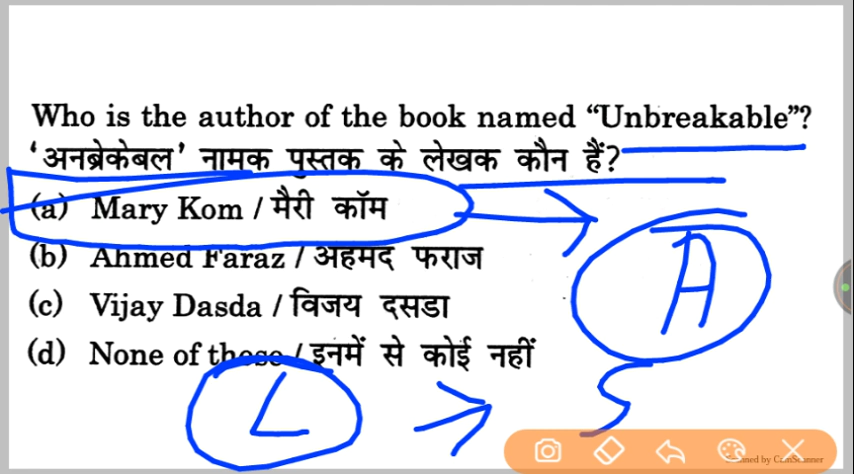 Who is the author of the book named “Unbreakable”?
‘अनब्रेकेबल’ नामक पुस्तक के लेखक कौन हैं?
(a) Mary Kom / मैरी कॉम
A
(b) Ahmed Faraz / अहमद फराज
(c) Vijay Dasda / विजय दसडा
(d) None of these / इनमें से कोई नहीं
L